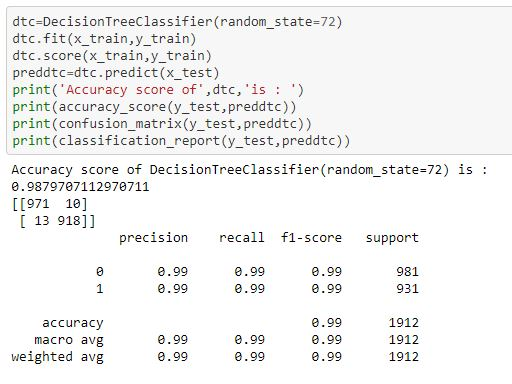 dtc=DecisionTreeClassifier(random_state=72)
dtc.fit(x_train,y_train)
dtc.score(x_train,y_train)
preddtc=dtc.predict(x_test)
print('Accuracy score of',dtc,'is : ')
print(accuracy_score(y_test,preddtc))
print(confusion_matrix(y_test,preddtc))
print(classification_report(y_test,preddtc))
Accuracy score of DecisionTreeClassifier(random_state=72) is :
0.9879707112970711
[[971  10]
 [ 13 918]]
              precision    recall  f1-score   support
           0       0.99      0.99      0.99       981
           1       0.99      0.99      0.99       931
    accuracy                           0.99      1912
   macro avg       0.99      0.99      0.99      1912
weighted avg       0.99      0.99      0.99      1912